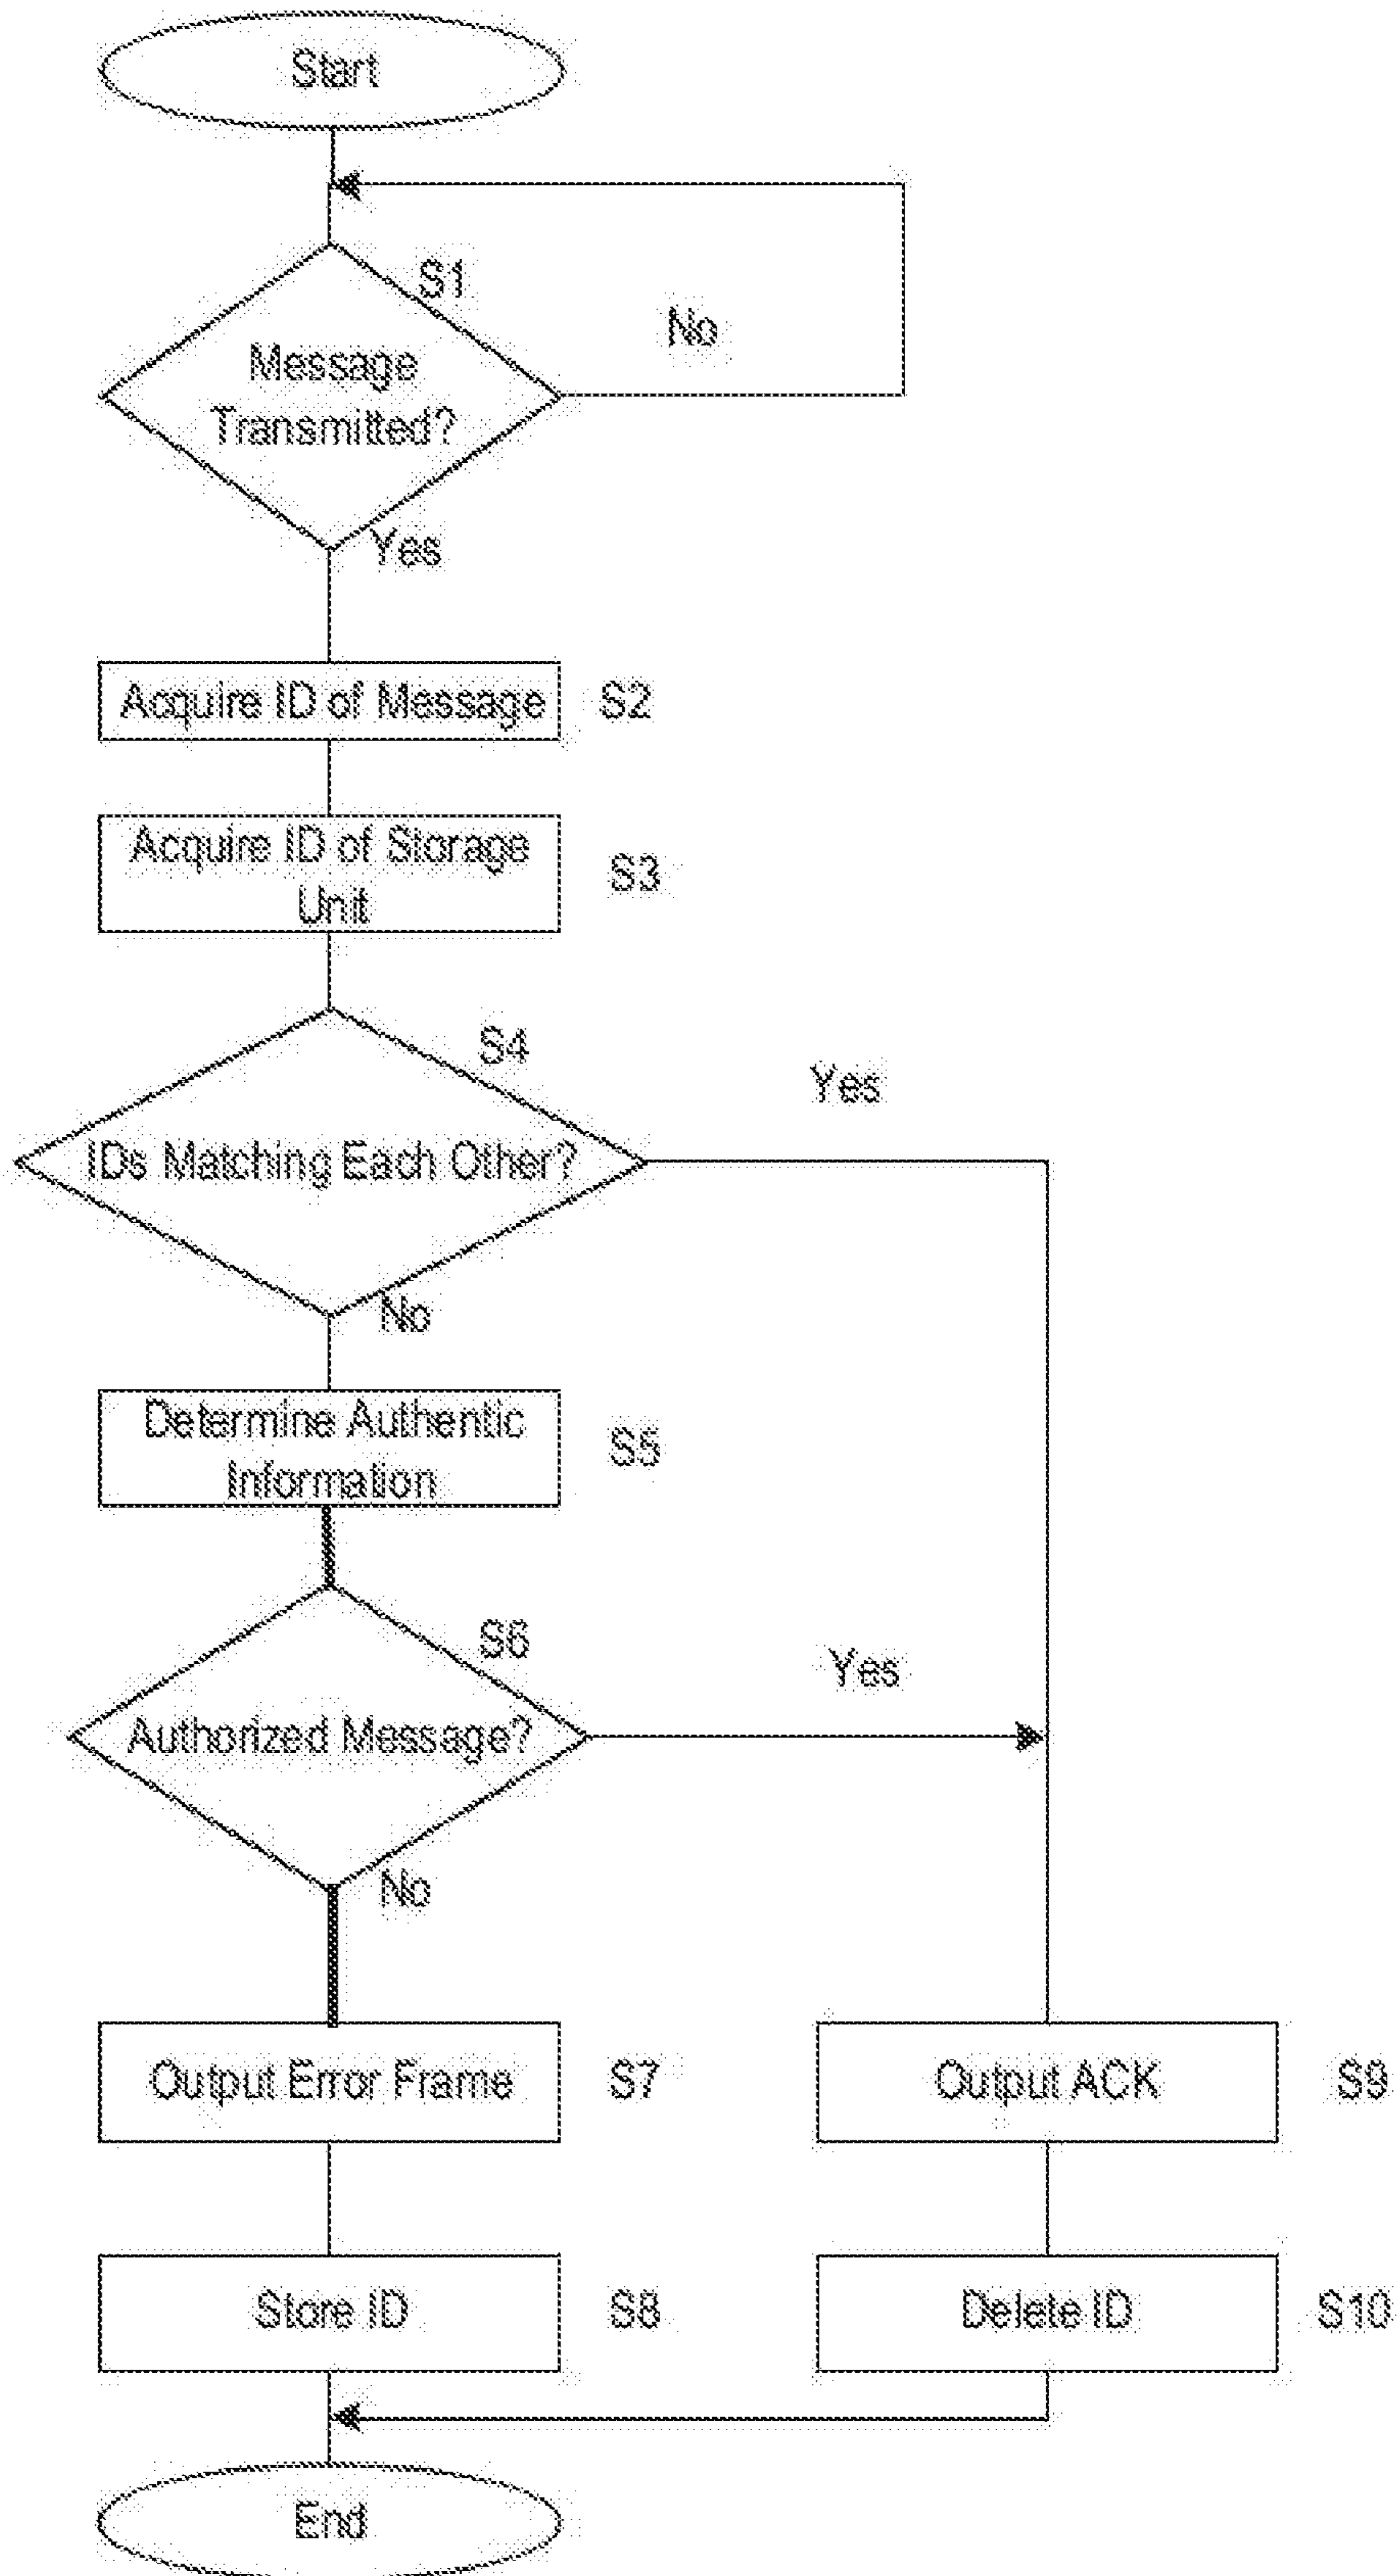 Start
S1
No
Message
Transmitted?
Yes
Acquire ID of Message
S2
Acquire ID of Storage
Unit
S3
S4
Yes
IDs Matching Each Other?
No
Determine Authentic
Information
S5
S6
Yes
Authorized Message?
No
Output Error Frame
S7
Output ACK
S9
Store ID
S8
Delete ID
S10
End